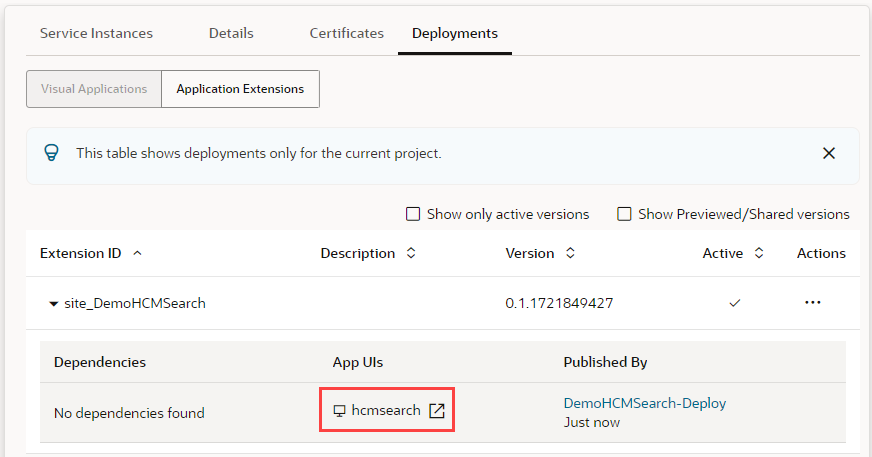 Service Instances Details Certificates Deployments
Visual Applications Application Extensions
This table shows deployments only for the current project.
Show only active versions Show Previewed/Shared versions
Extension ID Description Version Active Actions
site_DemoHCMSearch 0.1.1721849427
Dependencies App UIs Published By
No dependencies found hcmsearch DemoHCMSearch-Deploy
Just now